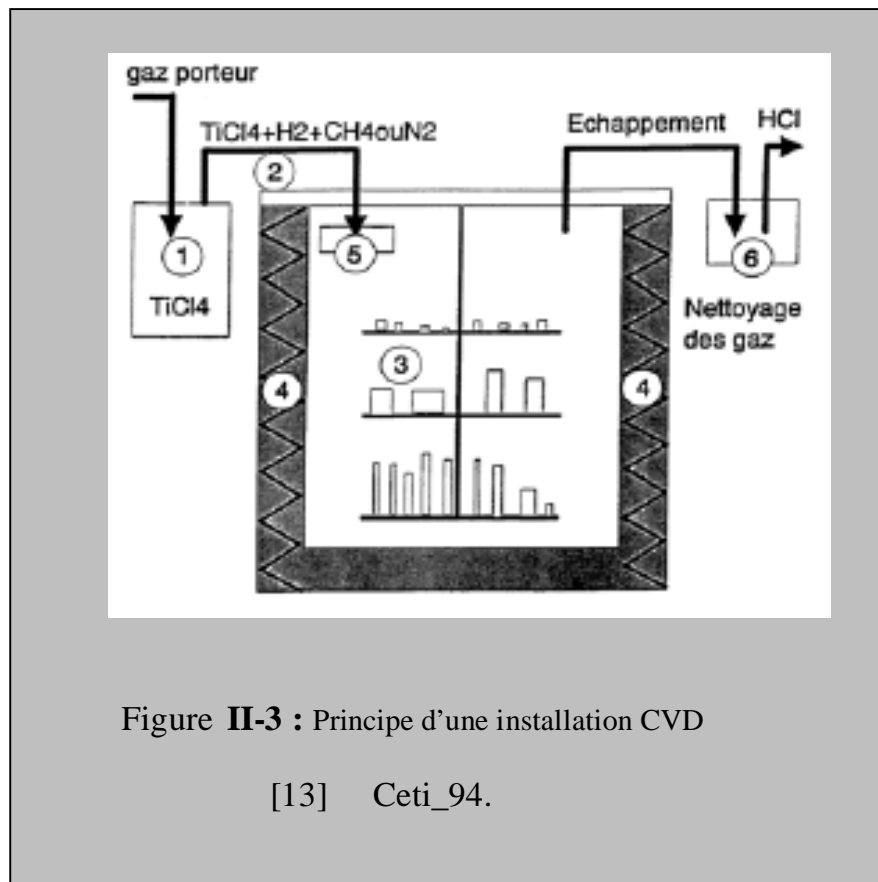 gaz porteur
TiCl4+H2+CH4ouN2
Echappement
HCl
2
1
5
6
TiCl4
Nettoyage
des gaz
3
4
4
Figure II-3 : Principe d'une installation CVD
[13] Ceti_94.